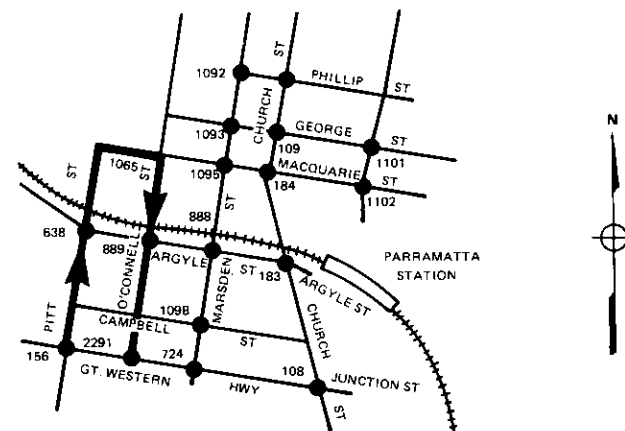 1092
ST
ST
PHILLIP
ST
CHURCH
1093
109
GEORGE
ST
1101
ST
1065
ST
1095
184
MACQUARIE
ST
1102
N
638
889
888
ST
O'CONNELL
ARGYLE
ST
183
ARGYLE ST
PARRAMATTA
STATION
MARSDEN
PITT
CAMPBELL
1098
ST
CHURCH
156
2291
724
GT. WESTERN
HWY
108
JUNCTION ST
ST